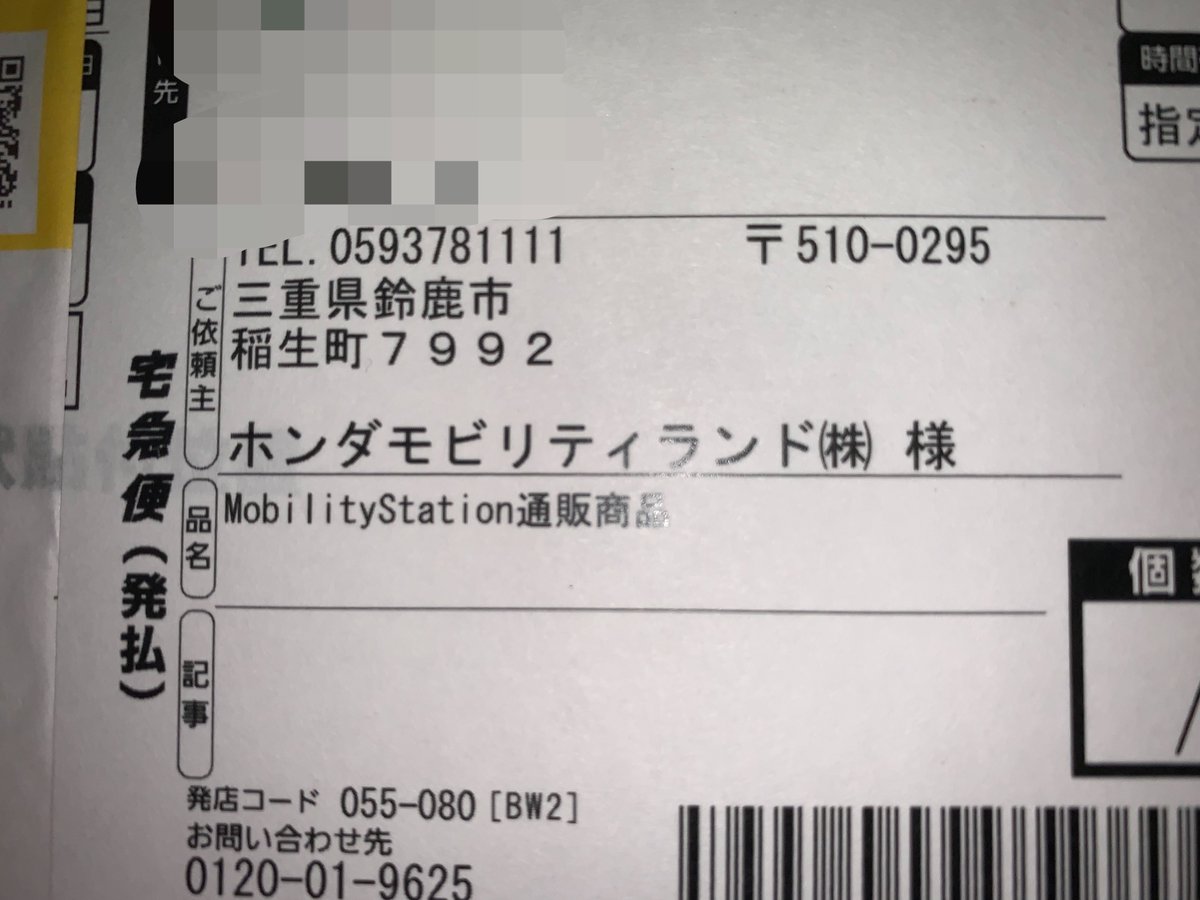 先
時間
指定
TEL. 0593781111 〒510-0295
ご依頼主
三重県鈴鹿市
稲生町7992
ホンダモビリティランド㈱ 様
宅急便(発払)
品名
MobilityStation通販商品
個
記事
発店コード 055-080 [BW2]
お問い合わせ先
0120-01-9625